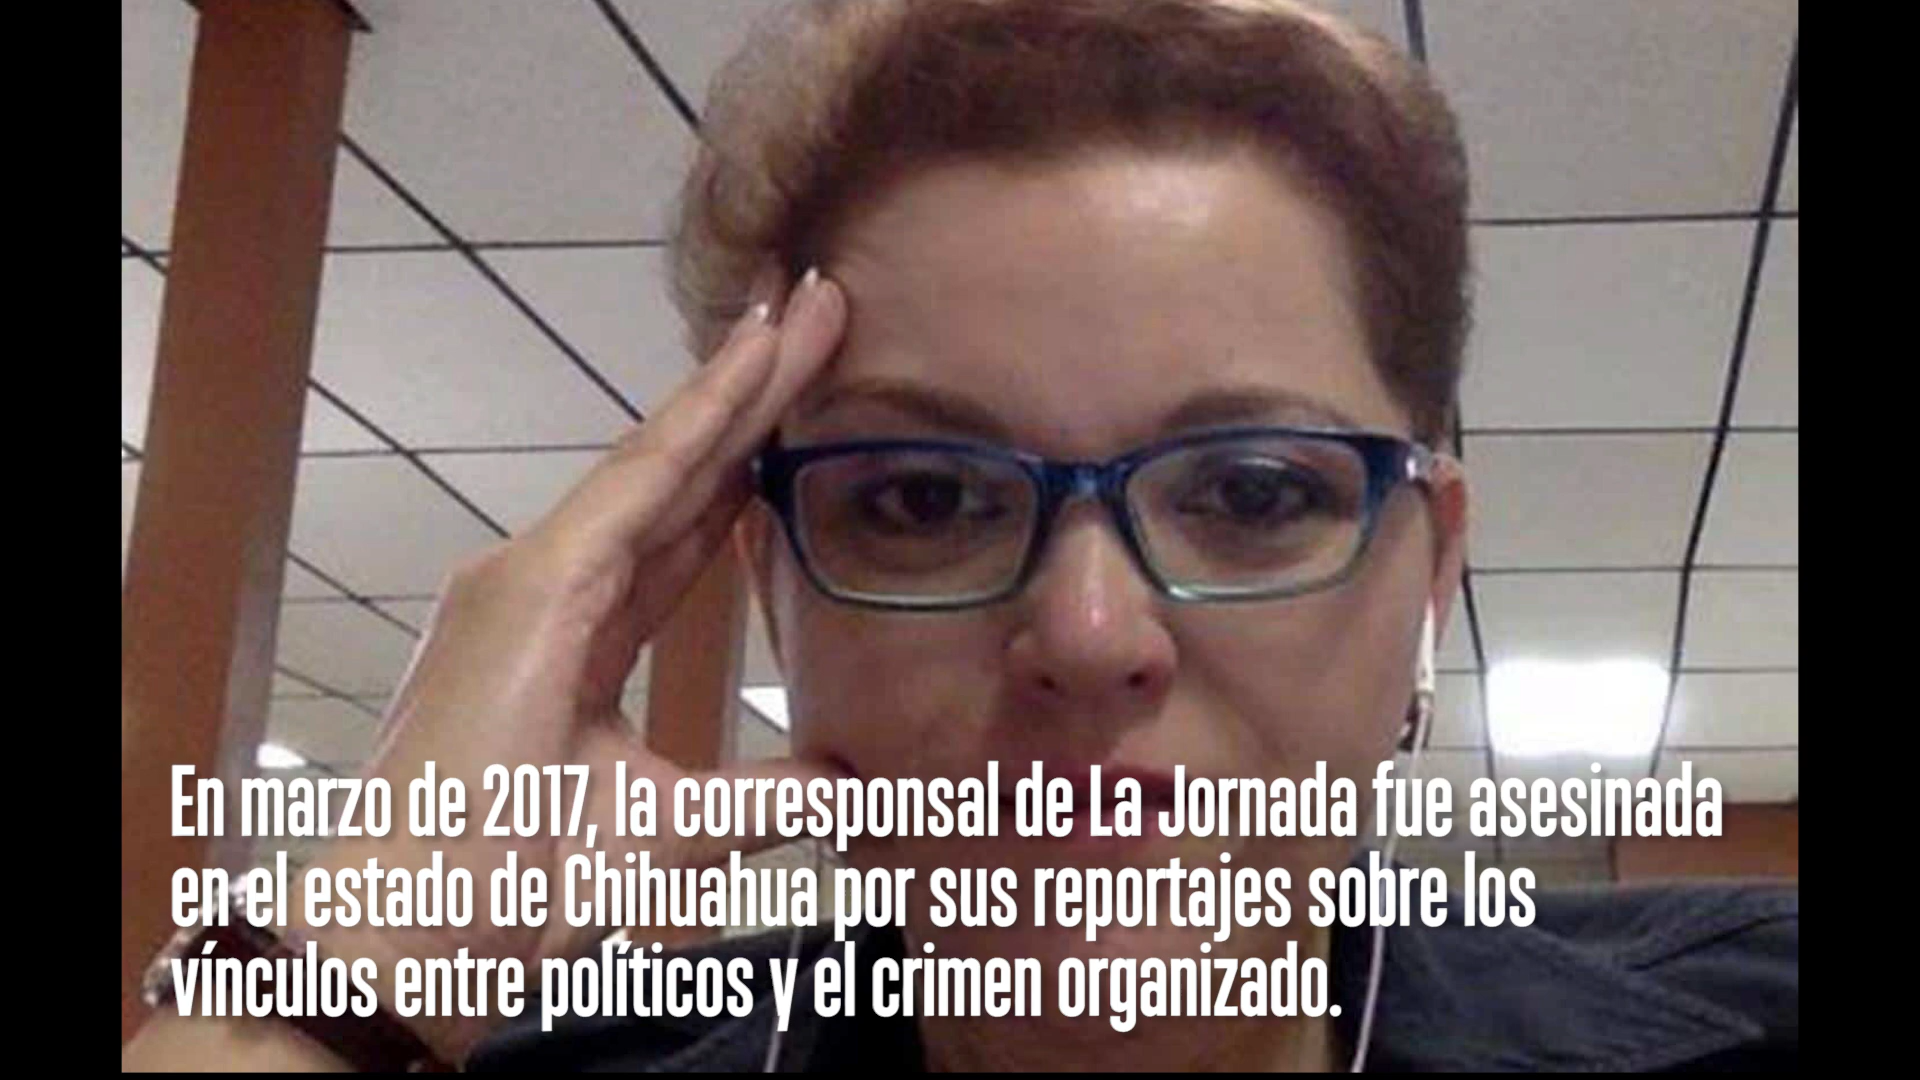 En marzo de 2017, la corresponsal de La Jornada fue asesinada
en el estado de Chihuahua por sus reportajes sobre los
vínculos entre políticos y el crimen organizado.